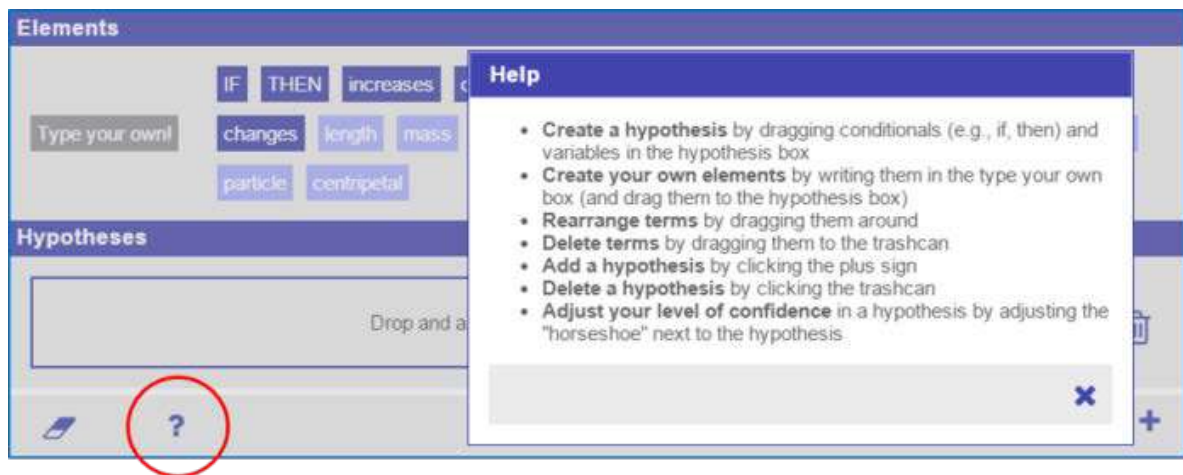 Elements
IF THEN increases
Type your own! changes length mass
particle centripetal
Hypotheses
Drop and a
?
Help
• Create a hypothesis by dragging conditionals (e.g., if, then) and
variables in the hypothesis box
• Create your own elements by writing them in the type your own
box (and drag them to the hypothesis box)
• Rearrange terms by dragging them around
• Delete terms by dragging them to the trashcan
• Add a hypothesis by clicking the plus sign
• Delete a hypothesis by clicking the trashcan
• Adjust your level of confidence in a hypothesis by adjusting the
"horseshoe" next to the hypothesis